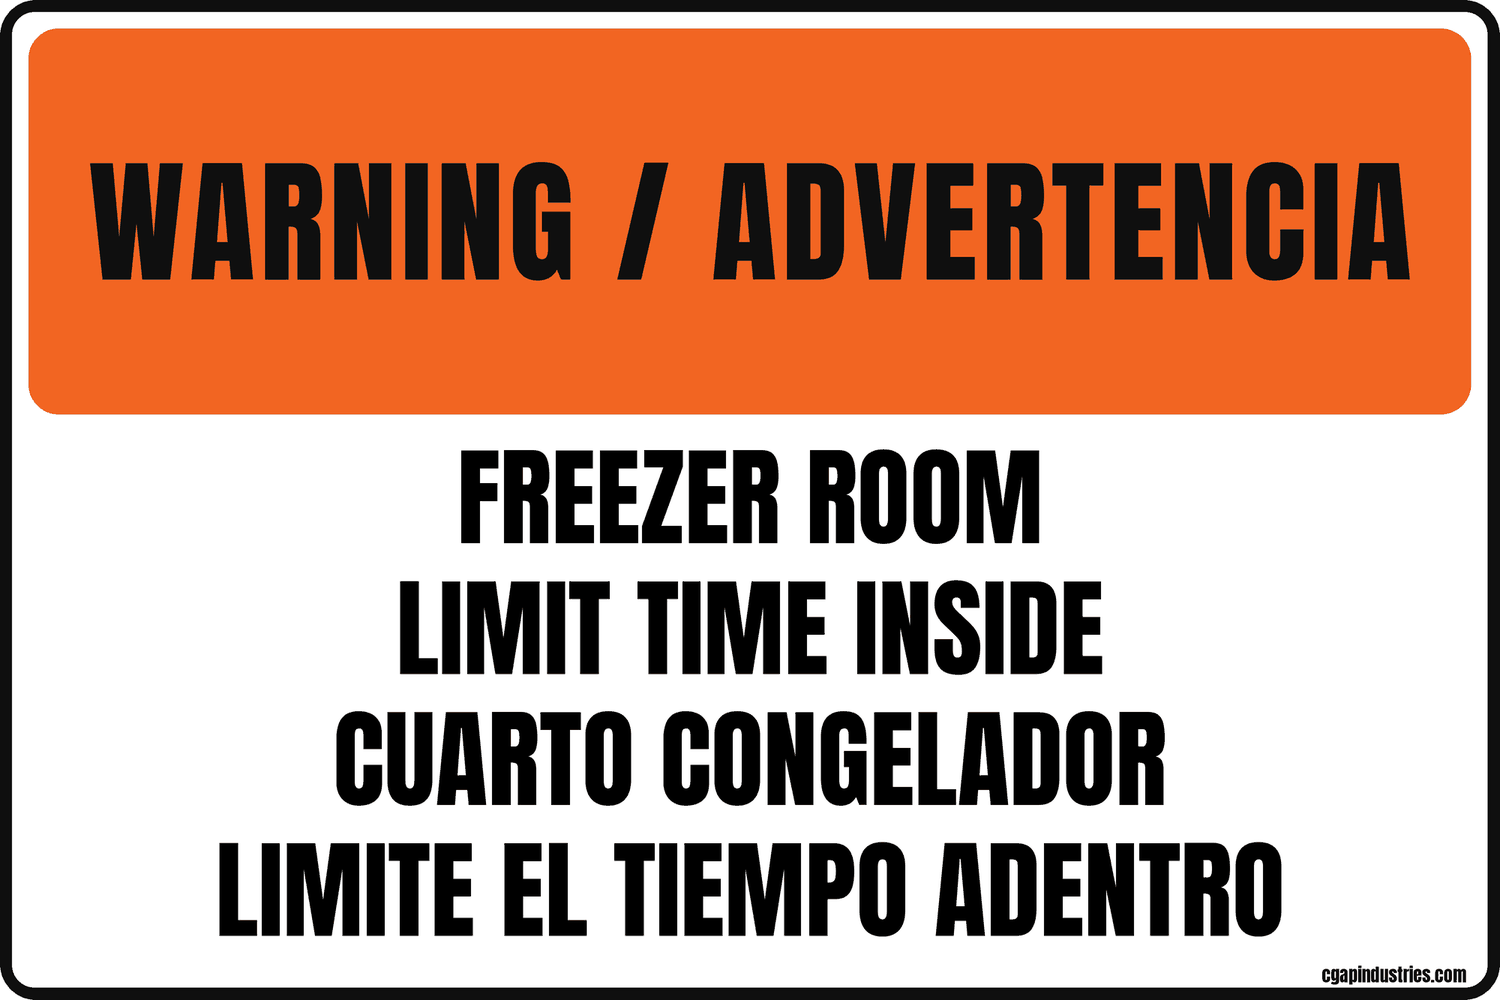 WARNING / ADVERTENCIA
FREEZER ROOM
LIMIT TIME INSIDE
CUARTO CONGELADOR
LIMITE EL TIEMPO ADENTRO
cgapindustries.com